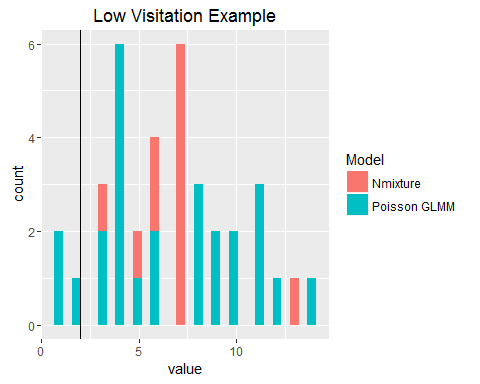 Low Visitation Example
6
4
2
0
count
0 5 10
value
Model
Nmixture
Poisson GLMM